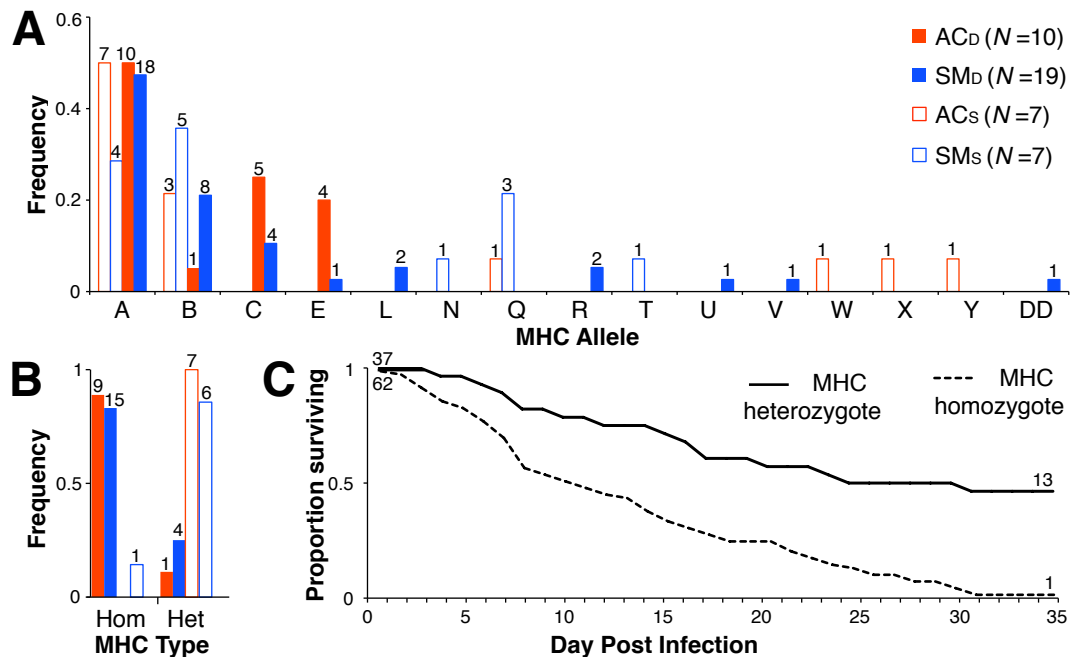 A
0.6
0.4
0.2
0
Frequency
7 10 18 4
3 5 1 8
5 4
4 1
2
1
1 3
2
1
1
1
1
1
1
1
A B C E L N Q R T U V W X Y DD
MHC Allele
ACD (N =10)
SMD (N =19)
ACS (N =7)
SMS (N =7)
B
1
0.5
0
Frequency
9 15 1
1 4 7 6
Hom Het
MHC Type
C
1
0.5
0
Proportion surviving
37
62
MHC heterozygote
MHC homozygote
13
1
0 5 10 15 20 25 30 35
Day Post Infection